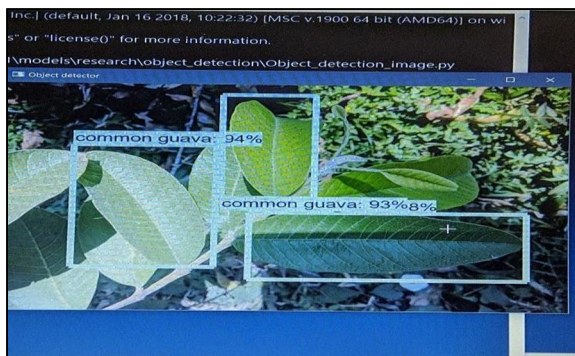 Inc.] (default, Jan 16 2018, 10:22:32) [MSC v.1900 64 bit (AMD64)] on wi
s" or "license()" for more information.
l\models\research\object_detection\Object_detection_image.py
Object detector
common guava: 94%
common guava: 93%8%